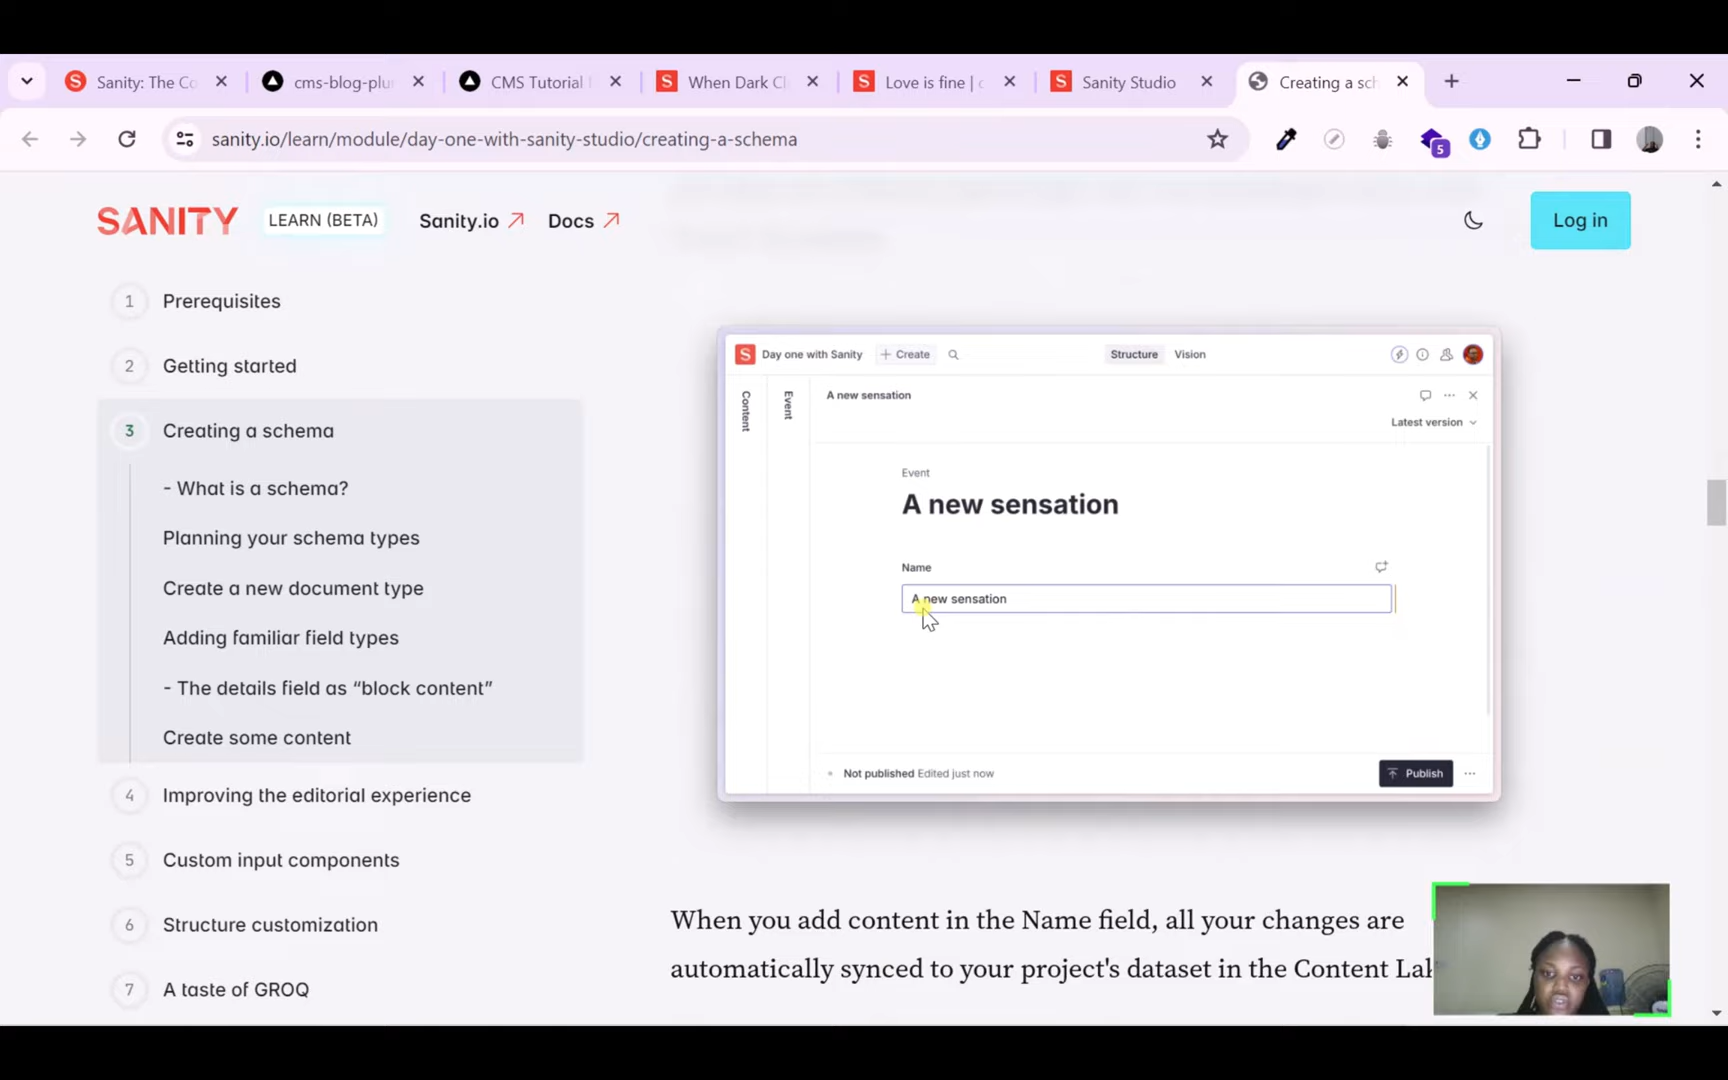 Sanity: The Co
cms-blog-plu
CMS Tutorial
When Dark Cl
Love is fine | c
Sanity Studio
Creating a sch
sanity.io/learn/module/day-one-with-sanity-studio/creating-a-schema
5
SANITY
LEARN (BETA)
Sanity.io
Docs
Log in
1 Prerequisites
2 Getting started
3 Creating a schema
- What is a schema?
Planning your schema types
Create a new document type
Adding familiar field types
- The details field as “block content”
Create some content
4 Improving the editorial experience
5 Custom input components
6 Structure customization
7 A taste of GROQ
S Day one with Sanity
+ Create
Structure
Vision
Content
Event
A new sensation
Latest version
Event
A new sensation
Name
A new sensation
Not published Edited just now
Publish
When you add content in the Name field, all your changes are
automatically synced to your project's dataset in the Content Lak